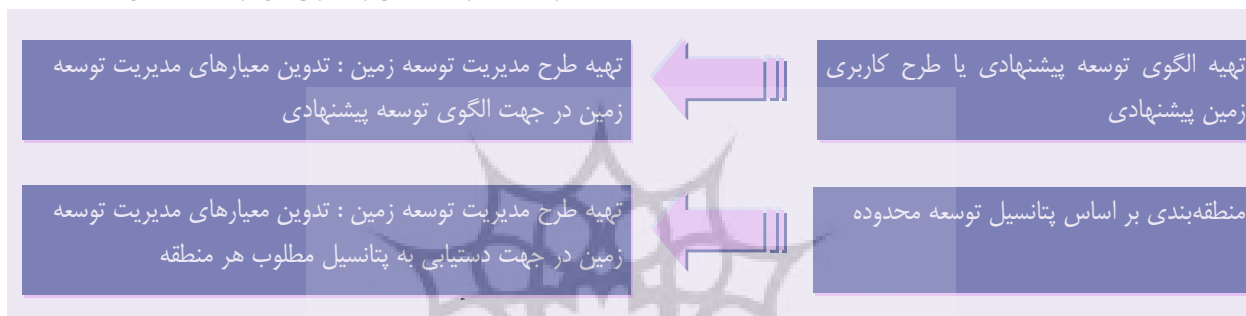 تهیه الگوی توسعه پیشنهادی یا طرح کاربری
زمین پیشنهادی
تهیه طرح مدیریت توسعه زمین : تدوین معیارهای مدیریت توسعه
زمین در جهت الگوی توسعه پیشنهادی
منطقه‌بندی بر اساس پتانسیل توسعه محدوده
تهیه طرح مدیریت توسعه زمین : تدوین معیارهای مدیریت توسعه
زمین در جهت دستیابی به پتانسیل مطلوب هر منطقه